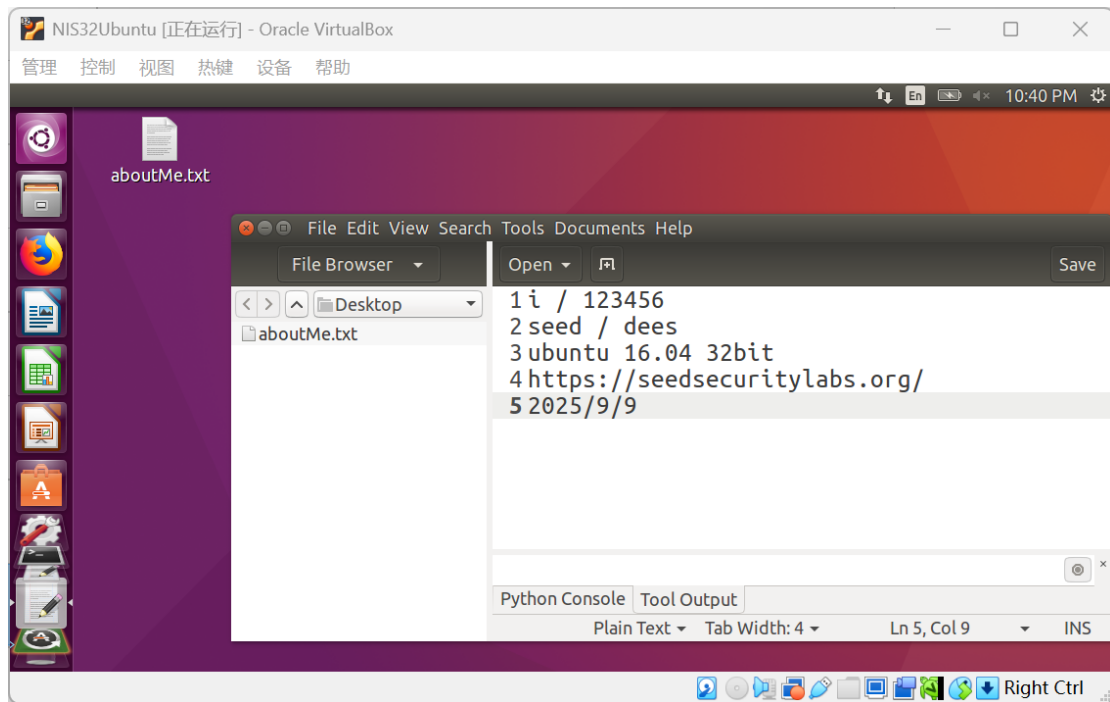 NIS32Ubuntu [正在运行] - Oracle VirtualBox
管理 控制 视图 热键 设备 帮助
En 10:40 PM
aboutMe.txt
File Edit View Search Tools Documents Help
File Browser Open Save
Desktop
aboutMe.txt
1 i / 123456
2 seed / dees
3 ubuntu 16.04 32bit
4 https://seedsecuritylabs.org/
5 2025/9/9
Python Console Tool Output
Plain Text Tab Width: 4 Ln 5, Col 9 INS
Right Ctrl